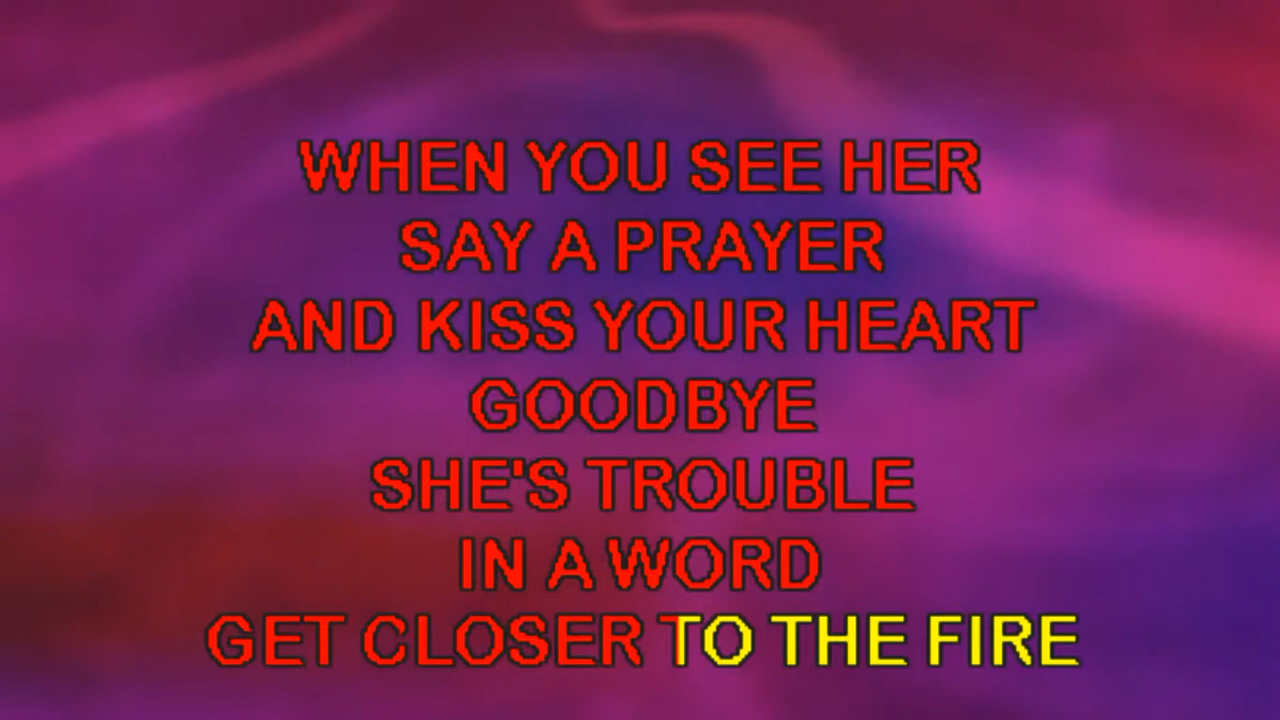 WHEN YOU SEE HER
SAY A PRAYER
AND KISS YOUR HEART
GOODBYE
SHE'S TROUBLE
IN A WORD
GET CLOSER TO THE FIRE